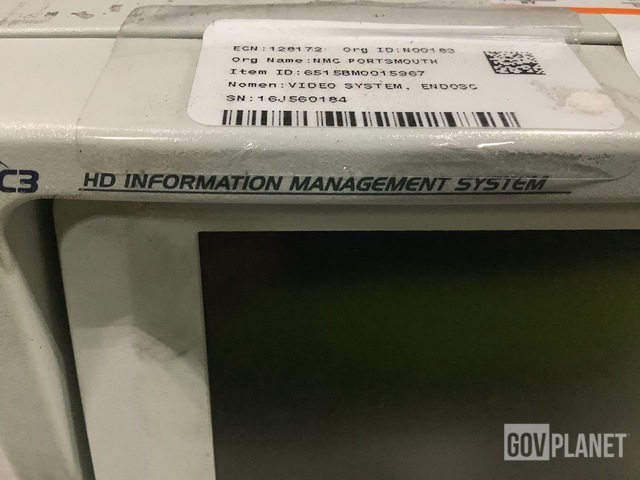 ECN:128172 Org ID:N00183
Org Name:NMC PORTSMOUTH
Item ID:6515BM0015967
Nomen:VIDEO SYSTEM, ENDOSC
SN:16J560184
C3 HD INFORMATION MANAGEMENT SYSTEM
GOVPLANET